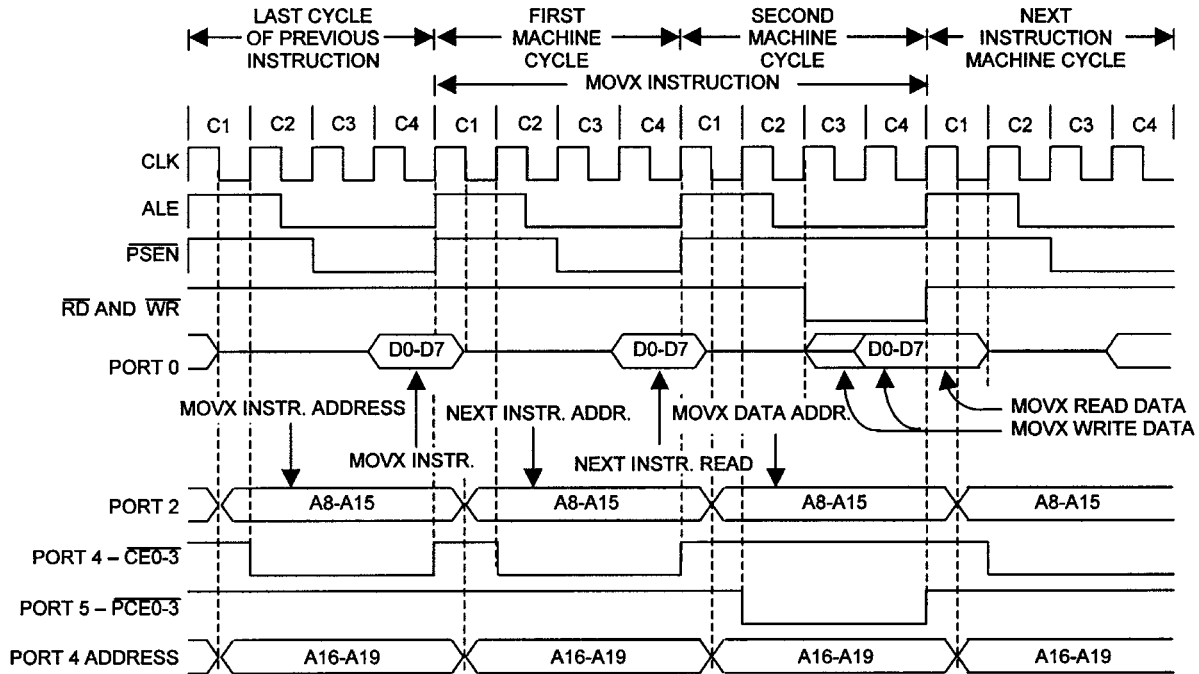 LAST CYCLE OF PREVIOUS INSTRUCTION
FIRST MACHINE CYCLE
SECOND MACHINE CYCLE
NEXT INSTRUCTION MACHINE CYCLE
MOVX INSTRUCTION
C1 C2 C3 C4 C1 C2 C3 C4 C1 C2 C3 C4 C1 C2 C3 C4
CLK
ALE
PSEN
RD AND WR
PORT 0
D0-D7 D0-D7 D0-D7
MOVX INSTR. ADDRESS
NEXT INSTR. ADDR.
MOVX DATA ADDR.
MOVX READ DATA
MOVX WRITE DATA
MOVX INSTR.
NEXT INSTR. READ
PORT 2 A8-A15 A8-A15 A8-A15 A8-A15
PORT 4 – CE0-3
PORT 5 – PCE0-3
PORT 4 ADDRESS A16-A19 A16-A19 A16-A19 A16-A19